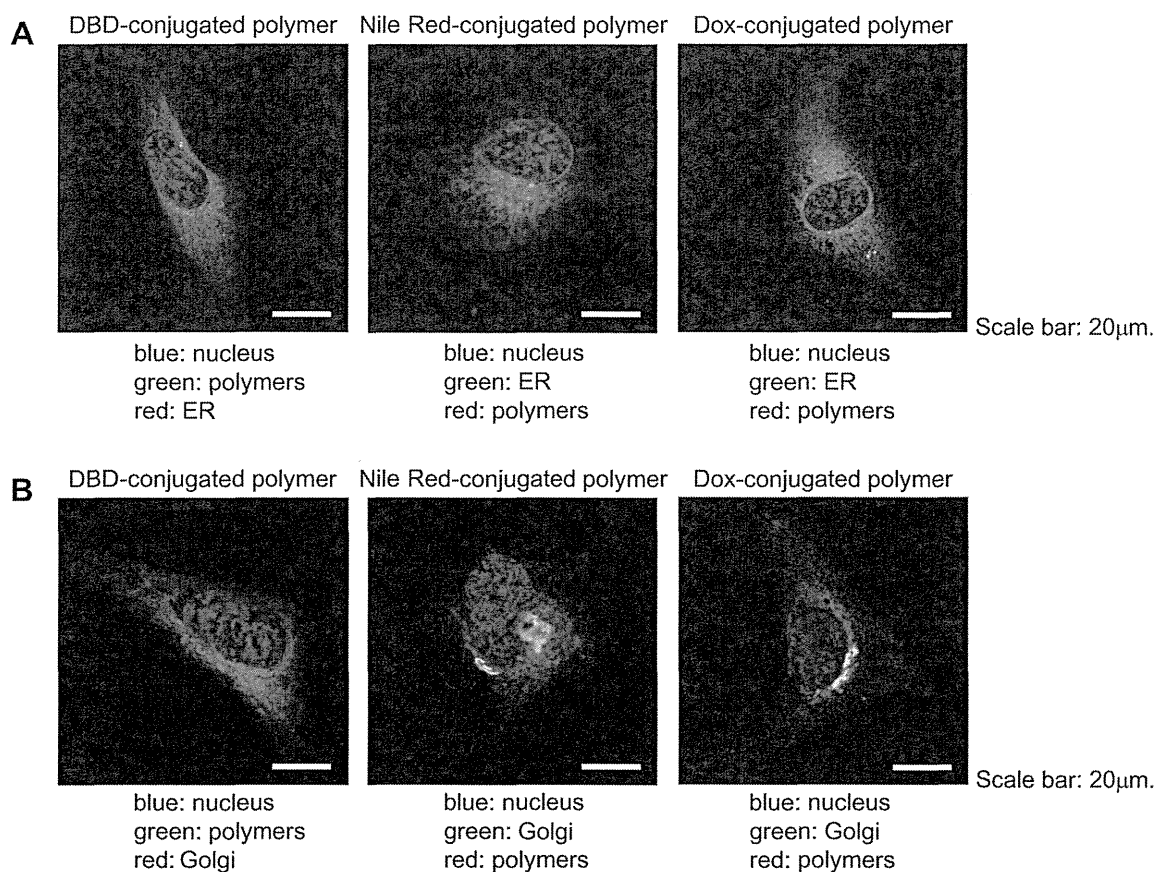 A
DBD-conjugated polymer Nile Red-conjugated polymer Dox-conjugated polymer
Scale bar: 20μm.
blue: nucleus blue: nucleus blue: nucleus
green: polymers green: ER green: ER
red: ER red: polymers red: polymers
B
DBD-conjugated polymer Nile Red-conjugated polymer Dox-conjugated polymer
Scale bar: 20μm.
blue: nucleus blue: nucleus blue: nucleus
green: polymers green: Golgi green: Golgi
red: Golgi red: polymers red: polymers